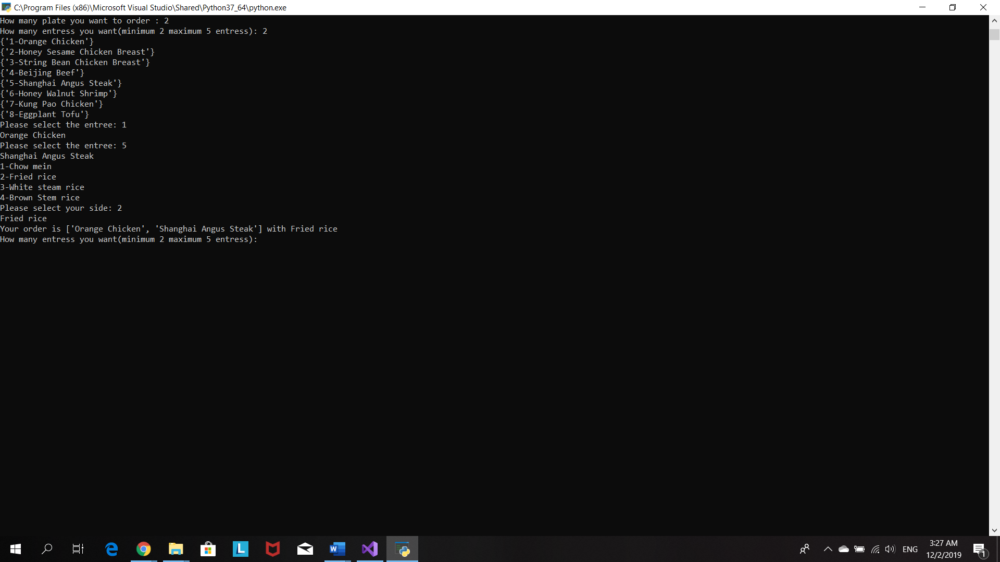 C:\Program Files (x86)\Microsoft Visual Studio\Shared\Python37_64\python.exe
How many plate you want to order : 2
How many entress you want(minimum 2 maximum 5 entress): 2
{'1-Orange Chicken'}
{'2-Honey Sesame Chicken Breast'}
{'3-String Bean Chicken Breast'}
{'4-Beijing Beef'}
{'5-Shanghai Angus Steak'}
{'6-Honey Walnut Shrimp'}
{'7-Kung Pao Chicken'}
{'8-Eggplant Tofu'}
Please select the entree: 1
Orange Chicken
Please select the entree: 5
Shanghai Angus Steak
1-Chow mein
2-Fried rice
3-White steam rice
4-Brown Stem rice
Please select your side: 2
Fried rice
Your order is ['Orange Chicken', 'Shanghai Angus Steak'] with Fried rice
How many entress you want(minimum 2 maximum 5 entress):
L
W
ENG
3:27 AM
12/2/2019
1